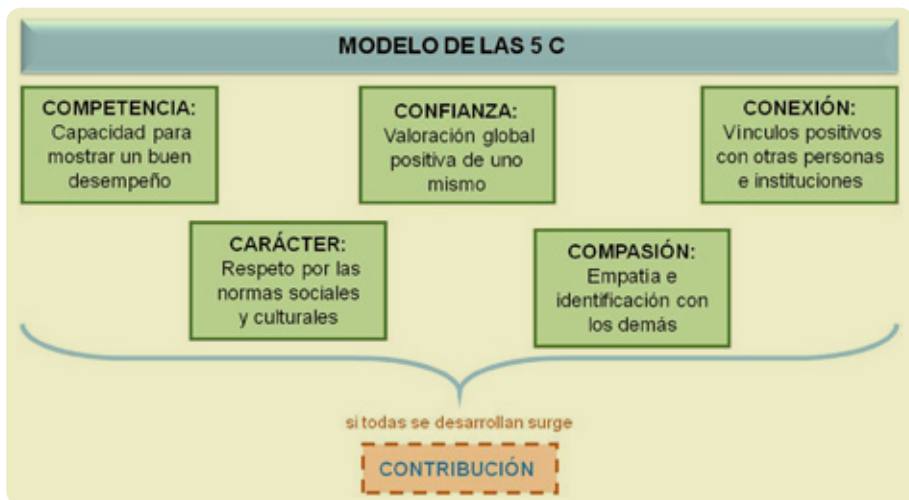 MODELO DE LAS 5 C
COMPETENCIA:
Capacidad para
mostrar un buen
desempeño
CONFIANZA:
Valoración global
positiva de uno
mismo
CONEXIÓN:
Vínculos positivos
con otras personas
e instituciones
CARÁCTER:
Respeto por las
normas sociales
y culturales
COMPASIÓN:
Empatía e
identificación con
los demás
si todas se desarrollan surge
CONTRIBUCIÓN